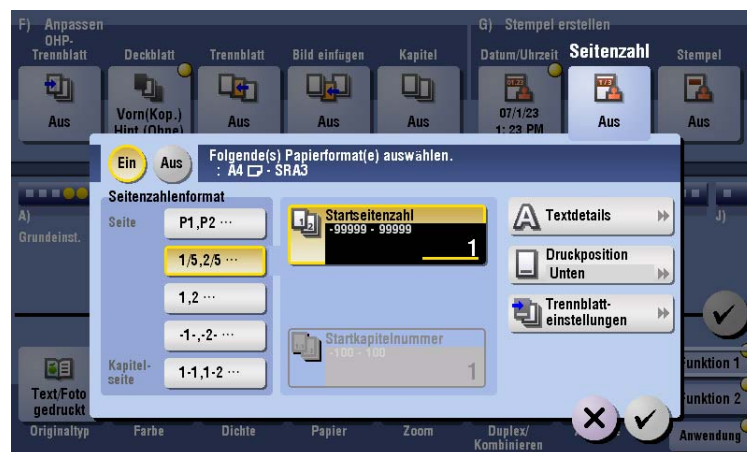 F) Anpassen
G) Stempel erstellen
OHP-
Trennblatt
Deckblatt
Trennblatt
Bild einfügen
Kapitel
Datum/Uhrzeit
Seitenzahl
Stempel
Aus
Vorn(Kop.)
Hint (Ohne)
Aus
Aus
Aus
07/1/23
1: 23 PM
Aus
Aus
Ein
Aus
Folgende(s) Papierformat(e) auswählen.
: A4 - SRA3
A)
Grundeinst.
J)
Seitenzahlenformat
Seite
P1,P2 ···
1/5,2/5 ···
1,2 ···
-1-,-2- ···
Kapitel-
seite
1-1,1-2 ···
Startseitenzahl
-99999 - 99999
1
Startkapitelnummer
-100 - 100
1
Textdetails
Druckposition
Unten
Trennblatt-
einstellungen
Text/Foto
gedruckt
unktion 1
unktion 2
Originaltyp
Farbe
Dichte
Papier
Zoom
Duplex/
Kombinieren
Anwendung